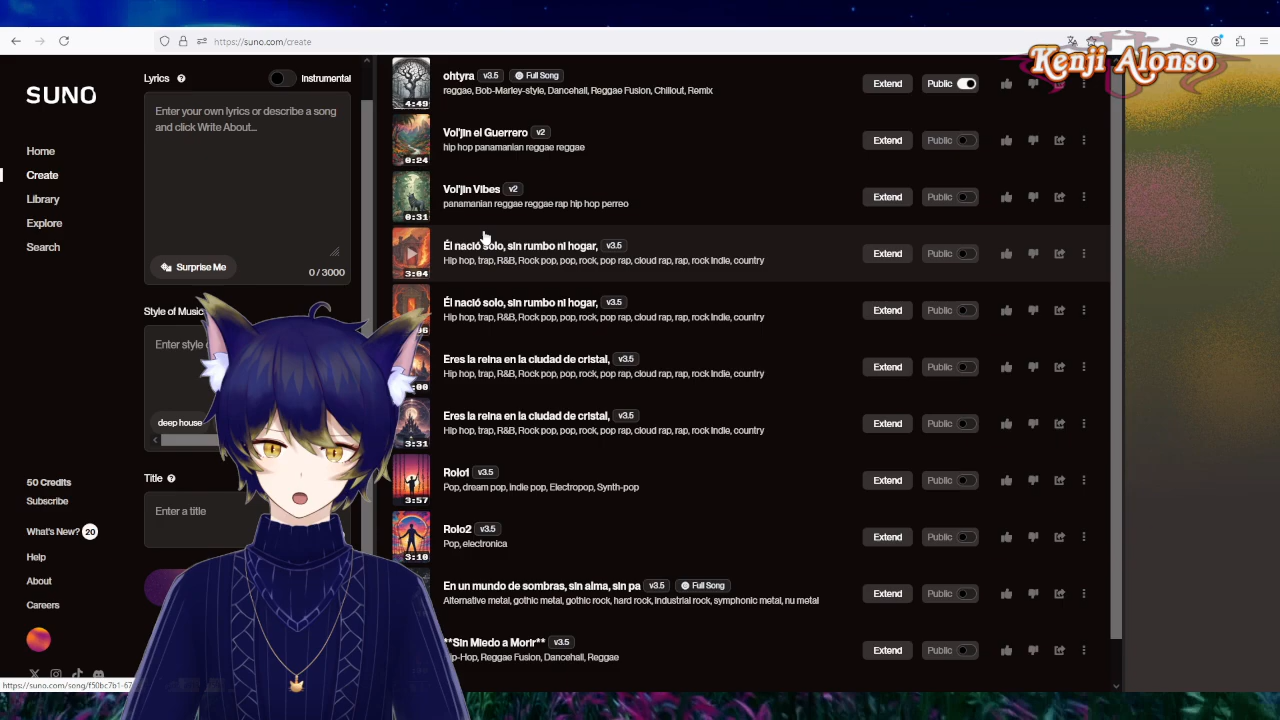 https://suno.com/create
Kenji Alonso
SUNO
Home
Create
Library
Explore
Search
50 Credits
Subscribe
What's New? 20
Help
About
Careers
Lyrics ?
Instrumental
Enter your own lyrics or describe a song
and click Write About...
Surprise Me
0 / 3000
Style of Music
Enter style
deep house
Title ?
Enter a title
ohtyra v3.5 Full Song
reggae, Bob-Marley-style, Dancehall, Reggae Fusion, Chillout, Remix
4:49
Extend Public
Vol'jin el Guerrero v2
hip hop panamanian reggae reggae
0:24
Extend Public
Vol'jin Vibes v2
panamanian reggae reggae rap hip hop perreo
0:31
Extend Public
Él nació solo, sin rumbo ni hogar, v3.5
Hip hop, trap, R&B, Rock pop, pop, rock, pop rap, cloud rap, rap, rock indie, country
3:04
Extend Public
Él nació solo, sin rumbo ni hogar, v3.5
Hip hop, trap, R&B, Rock pop, pop, rock, pop rap, cloud rap, rap, rock indie, country
Extend Public
Eres la reina en la ciudad de cristal, v3.5
Hip hop, trap, R&B, Rock pop, pop, rock, pop rap, cloud rap, rap, rock indie, country
Extend Public
Eres la reina en la ciudad de cristal, v3.5
Hip hop, trap, R&B, Rock pop, pop, rock, pop rap, cloud rap, rap, rock indie, country
3:31
Extend Public
Rolo1 v3.5
Pop, dream pop, indie pop, Electropop, Synth-pop
3:57
Extend Public
Rolo2 v3.5
Pop, electronica
3:10
Extend Public
En un mundo de sombras, sin alma, sin pa v3.5 Full Song
Alternative metal, gothic metal, gothic rock, hard rock, industrial rock, symphonic metal, nu metal
Extend Public
**Sin Miedo a Morir** v3.5
ip-Hop, Reggae Fusion, Dancehall, Reggae
Extend Public
https://suno.com/song/f50bc7b1-67